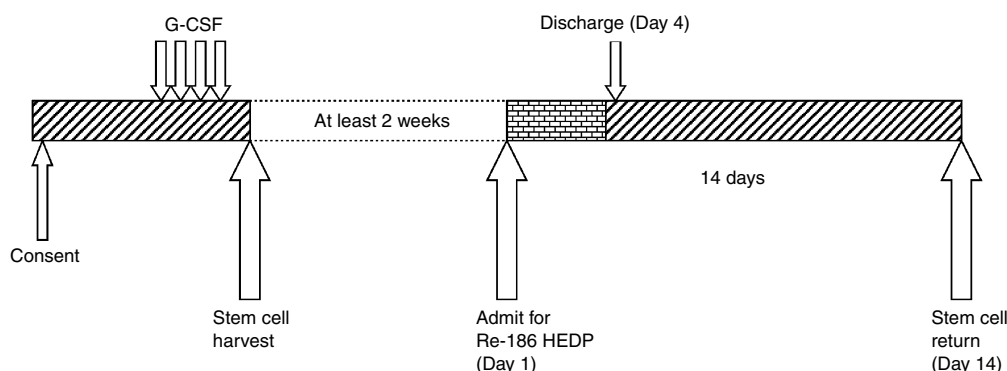 G-CSF
Discharge (Day 4)
At least 2 weeks
14 days
Consent
Stem cell
harvest
Admit for
Re-186 HEDP
(Day 1)
Stem cell
return
(Day 14)